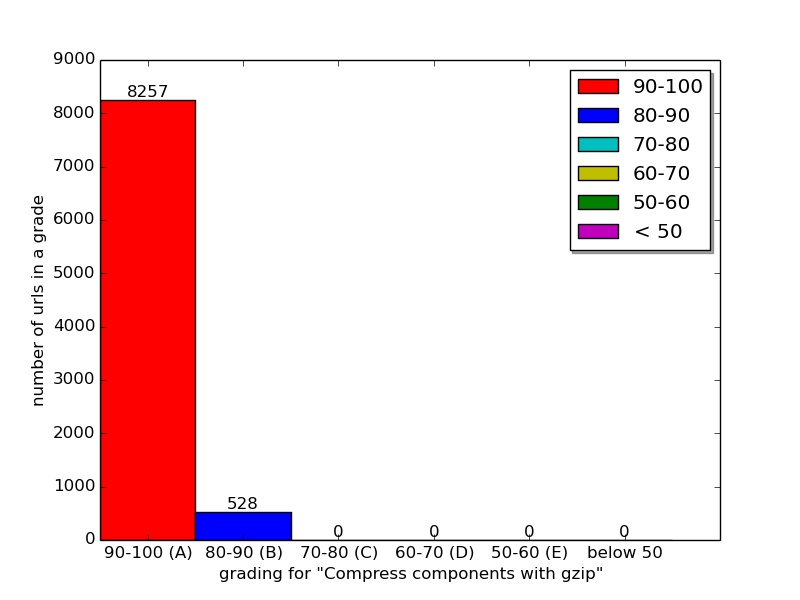 9000
8000
7000
6000
5000
4000
3000
2000
1000
0
number of urls in a grade
8257
528
0
0
0
0
90-100
80-90
70-80
60-70
50-60
< 50
90-100 (A)
80-90 (B)
70-80 (C)
60-70 (D)
50-60 (E)
below 50
grading for "Compress components with gzip"